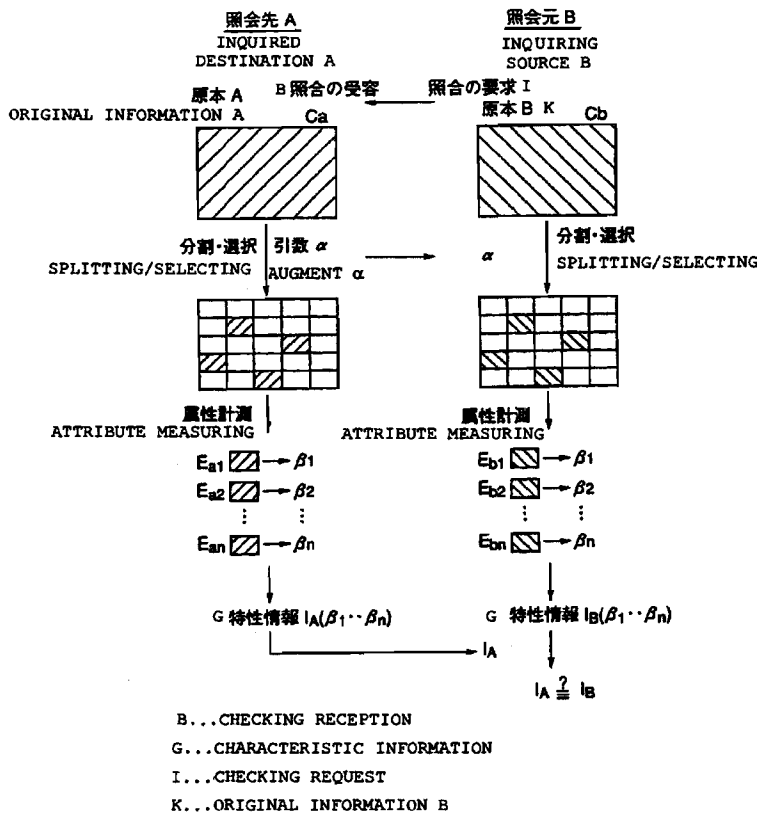 照会先 A
INQUIRED
DESTINATION A
照会元 B
INQUIRING
SOURCE B
B 照合の受容
照合の要求 I
原本 A
ORIGINAL INFORMATION A
Ca
原本 B K
Cb
分割・選択
SPLITTING/SELECTING
引数 α
AUGMENT α
α
分割・選択
SPLITTING/SELECTING
属性計測
ATTRIBUTE MEASURING
属性計測
ATTRIBUTE MEASURING
Ea1 β1
Ea2 β2
⋮ ⋮
Ean βn
Eb1 β1
Eb2 β2
⋮ ⋮
Ebn βn
G 特性情報 IA(β1・・βn)
G 特性情報 IB(β1・・βn)
IA
IA ≟ IB
B...CHECKING RECEPTION
G...CHARACTERISTIC INFORMATION
I...CHECKING REQUEST
K...ORIGINAL INFORMATION B